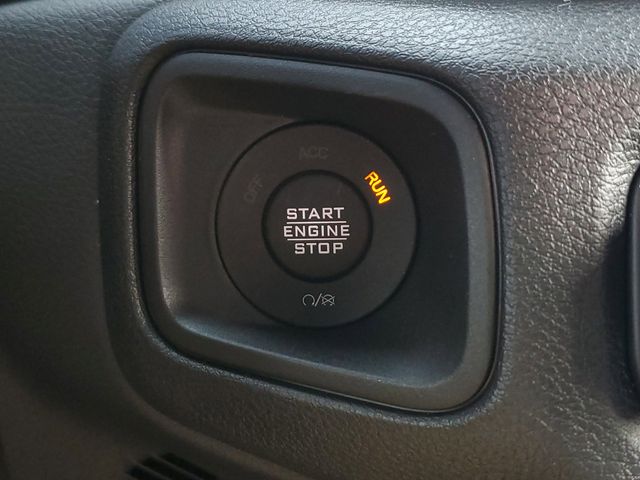 ACC
OFF
RUN
START
ENGINE
STOP